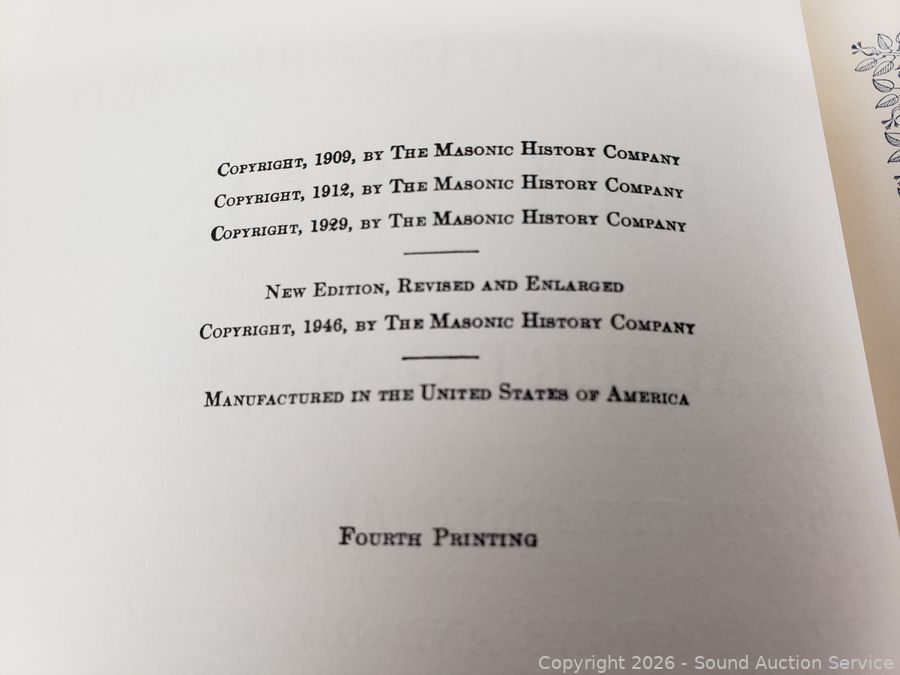 Copyright, 1909, by The Masonic History Company
Copyright, 1912, by The Masonic History Company
Copyright, 1929, by The Masonic History Company
New Edition, Revised and Enlarged
Copyright, 1946, by The Masonic History Company
Manufactured in the United States of America
Fourth Printing
Copyright 2026 - Sound Auction Service